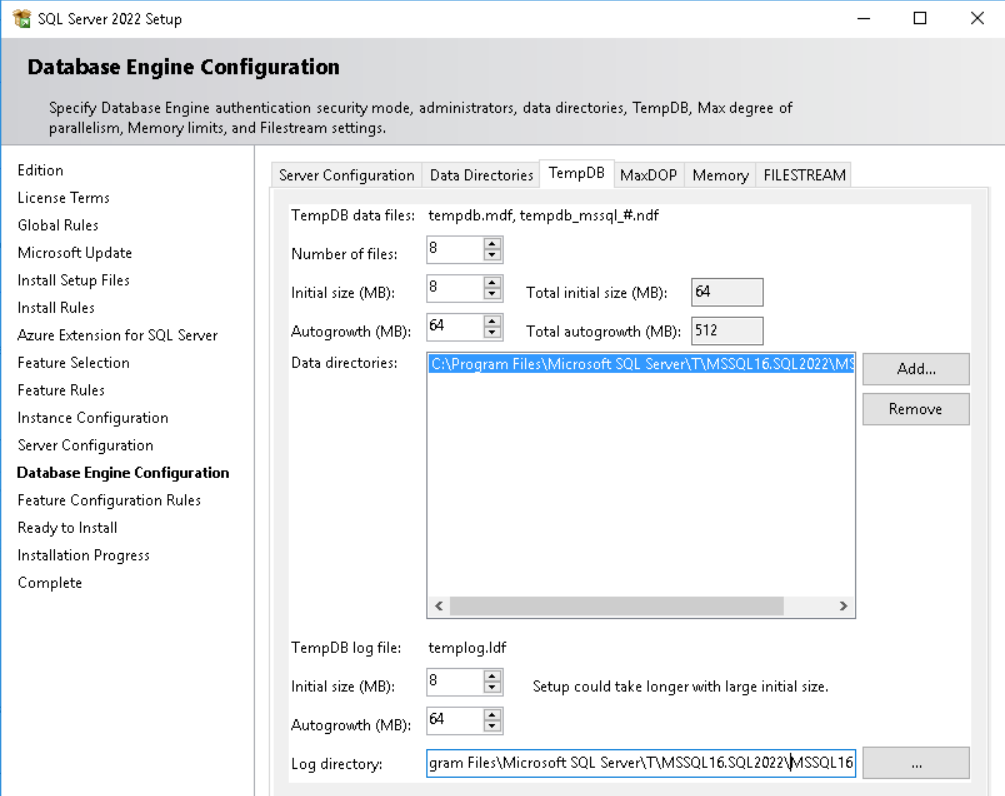 SQL Server 2022 Setup
Database Engine Configuration
Specify Database Engine authentication security mode, administrators, data directories, TempDB, Max degree of
parallelism, Memory limits, and Filestream settings.
Edition
License Terms
Global Rules
Microsoft Update
Install Setup Files
Install Rules
Azure Extension for SQL Server
Feature Selection
Feature Rules
Instance Configuration
Server Configuration
Database Engine Configuration
Feature Configuration Rules
Ready to Install
Installation Progress
Complete
Server Configuration Data Directories TempDB MaxDOP Memory FILESTREAM
TempDB data files: tempdb.mdf, tempdb_mssql_#.ndf
Number of files: 8
Initial size (MB): 8 Total initial size (MB): 64
Autogrowth (MB): 64 Total autogrowth (MB): 512
Data directories: C:\Program Files\Microsoft SQL Server\T\MSSQL16.SQL2022\MS Add...
Remove
TempDB log file: templog.ldf
Initial size (MB): 8 Setup could take longer with large initial size.
Autogrowth (MB): 64
Log directory: gram Files\Microsoft SQL Server\T\MSSQL16.SQL2022\MSSQL16 ...